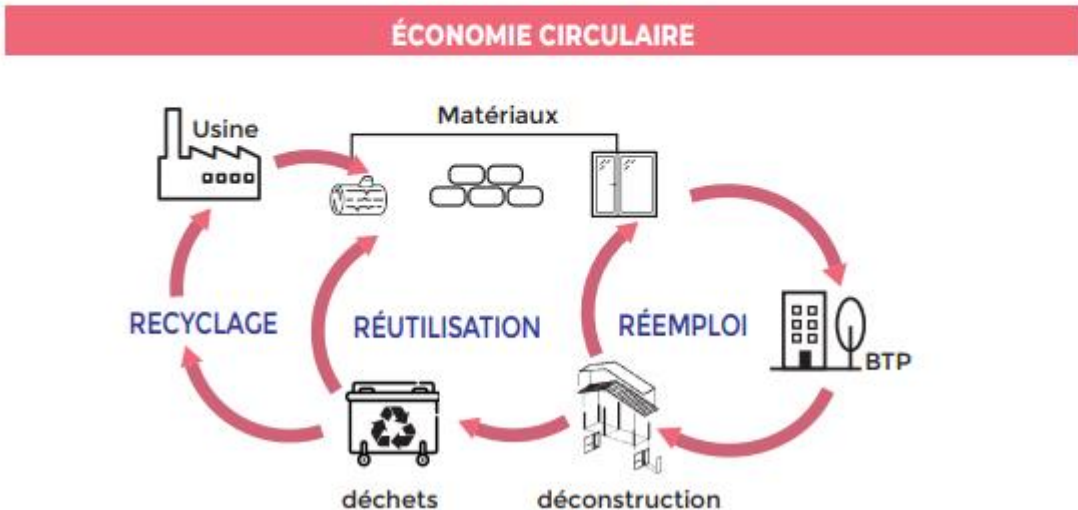 ÉCONOMIE CIRCULAIRE
Matériaux
Usine
RECYCLAGE
RÉUTILISATION
RÉEMPLOI
BTP
déchets
déconstruction